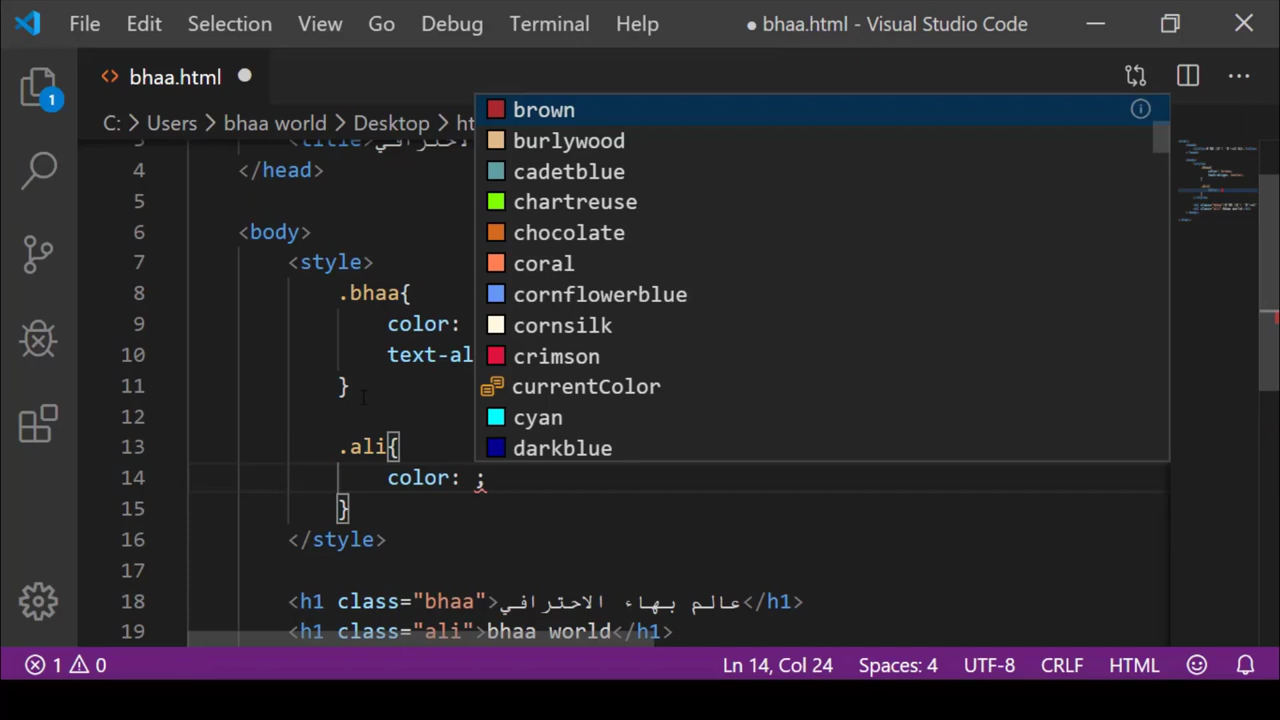 File Edit Selection View Go Debug Terminal Help ● bhaa.html - Visual Studio Code
bhaa.html
1
C: > Users > bhaa world > Desktop > ht
brown
burlywood
cadetblue
chartreuse
chocolate
coral
cornflowerblue
cornsilk
crimson
currentColor
cyan
darkblue
4 </head>
5
6 <body>
7 <style>
8 .bhaa{
9 color:
10 text-al
11 }
12
13 .ali{
14 color: ;
15 }
16 </style>
17
18 <h1 class="bhaa">عالم بهاء الاحترافي</h1>
19 <h1 class="ali">bhaa world</h1>
1 0 Ln 14, Col 24 Spaces: 4 UTF-8 CRLF HTML